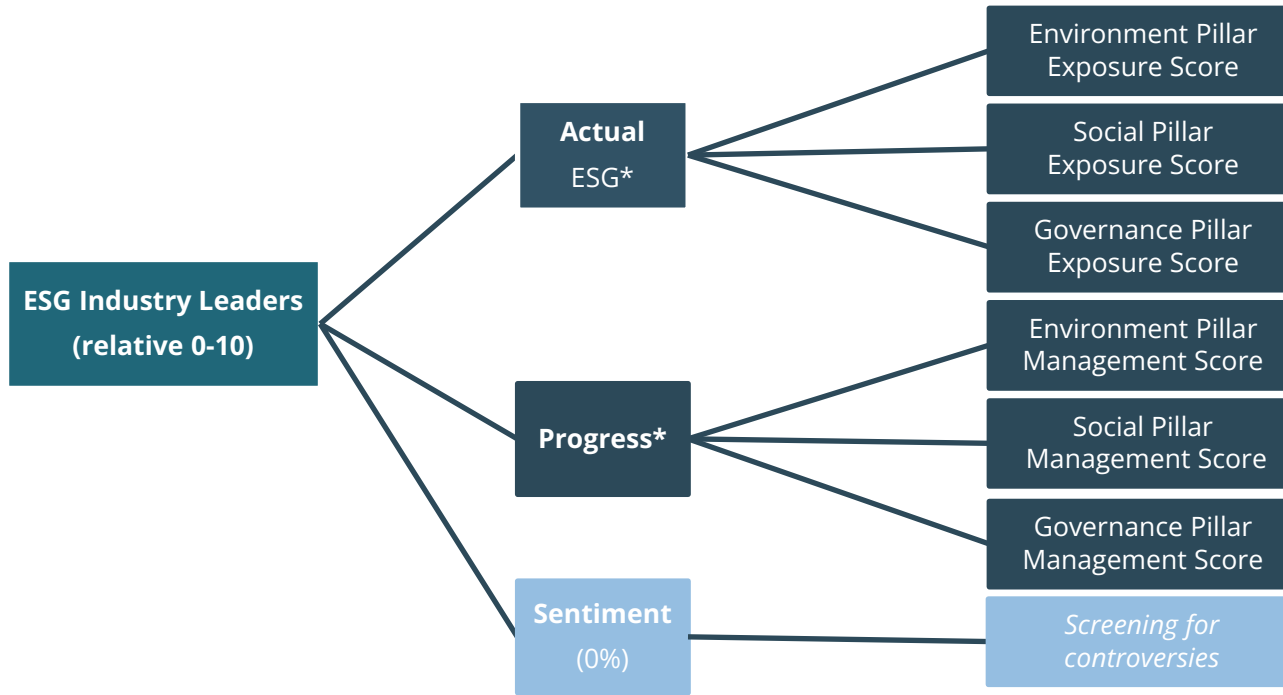 ESG Industry Leaders
(relative 0-10)
Actual
ESG*
Progress*
Sentiment
(0%)
Environment Pillar
Exposure Score
Social Pillar
Exposure Score
Governance Pillar
Exposure Score
Environment Pillar
Management Score
Social Pillar
Management Score
Governance Pillar
Management Score
Screening for
controversies